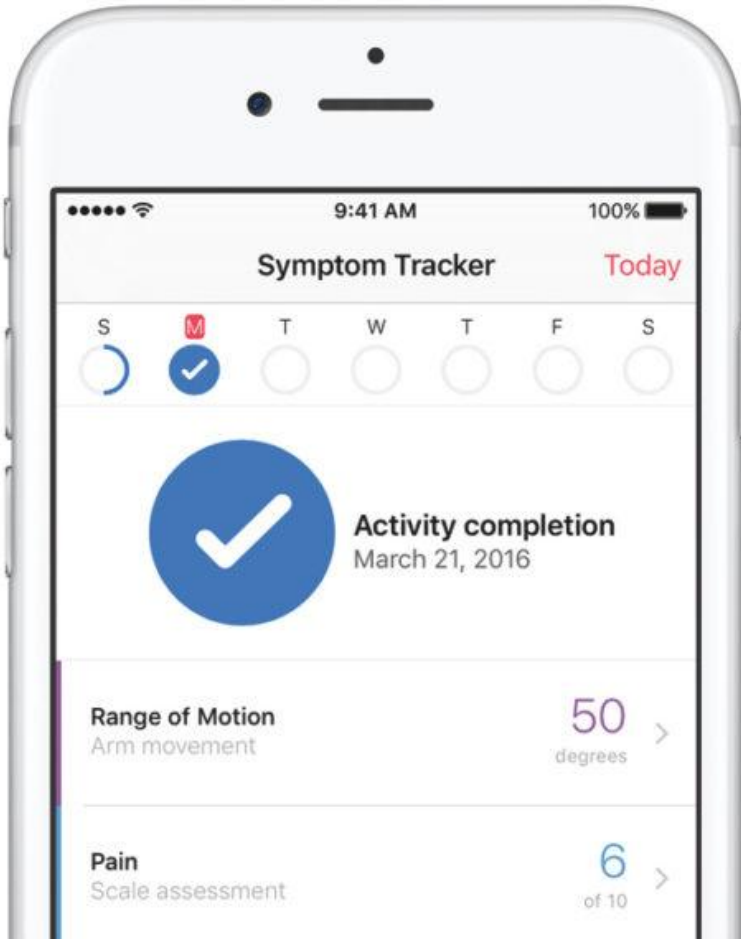 9:41 AM 100%
Symptom Tracker Today
S M T W T F S
Activity completion
March 21, 2016
Range of Motion 50
Arm movement degrees
Pain 6
Scale assessment of 10